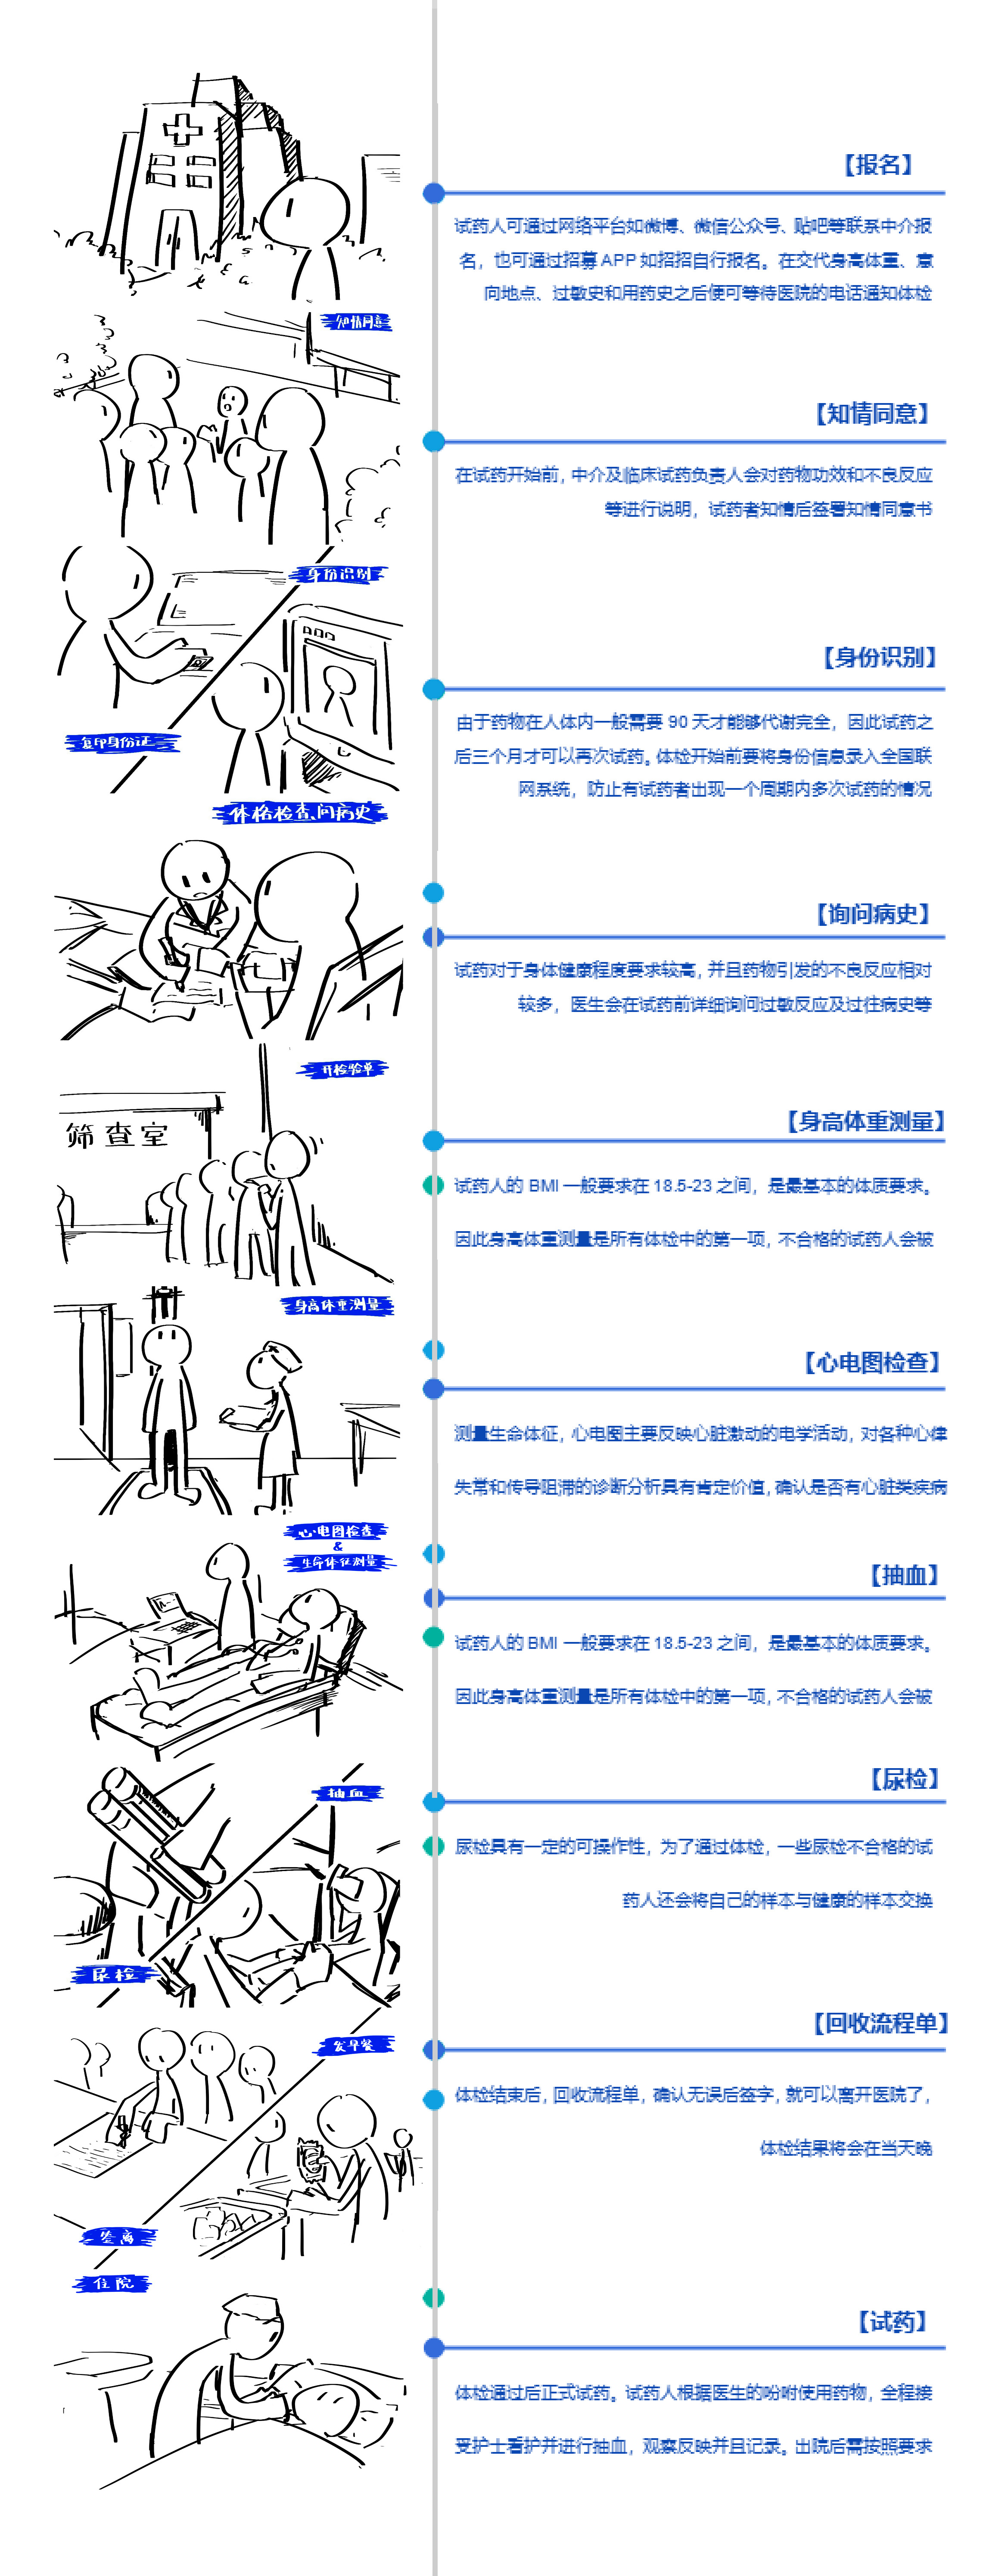 【报名】
试药人可通过网络平台如微博、微信公众号、贴吧等联系中介报
名，也可通过招募 APP 如招招自行报名。在交代身高体重、意
向地点、过敏史和用药史之后便可等待医院的电话通知体检
知情同意
【知情同意】
在试药开始前，中介及临床试药负责人会对药物功效和不良反应
等进行说明，试药者知情后签署知情同意书
身份识别
复印身份证
【身份识别】
由于药物在人体内一般需要 90 天才能够代谢完全，因此试药之
后三个月才可以再次试药。体检开始前要将身份信息录入全国联
网系统，防止有试药者出现一个周期内多次试药的情况
体格检查、问病史
【询问病史】
试药对于身体健康程度要求较高，并且药物引发的不良反应相对
较多，医生会在试药前详细询问过敏反应及过往病史等
开检验单
筛查室
【身高体重测量】
试药人的 BMI 一般要求在 18.5-23 之间，是最基本的体质要求。
因此身高体重测量是所有体检中的第一项，不合格的试药人会被
身高体重测量
【心电图检查】
测量生命体征，心电图主要反映心脏激动的电学活动，对各种心律
失常和传导阻滞的诊断分析具有肯定价值，确认是否有心脏类疾病
心电图检查
&
生命体征测量
【抽血】
试药人的 BMI 一般要求在 18.5-23 之间，是最基本的体质要求。
因此身高体重测量是所有体检中的第一项，不合格的试药人会被
抽血
尿检
【尿检】
尿检具有一定的可操作性，为了通过体检，一些尿检不合格的试
药人还会将自己的样本与健康的样本交换
发早餐
签离
【回收流程单】
体检结束后，回收流程单，确认无误后签字，就可以离开医院了，
体检结果将会在当天晚
住院
【试药】
体检通过后正式试药。试药人根据医生的吩咐使用药物，全程接
受护士看护并进行抽血，观察反映并且记录。出院后需按照要求